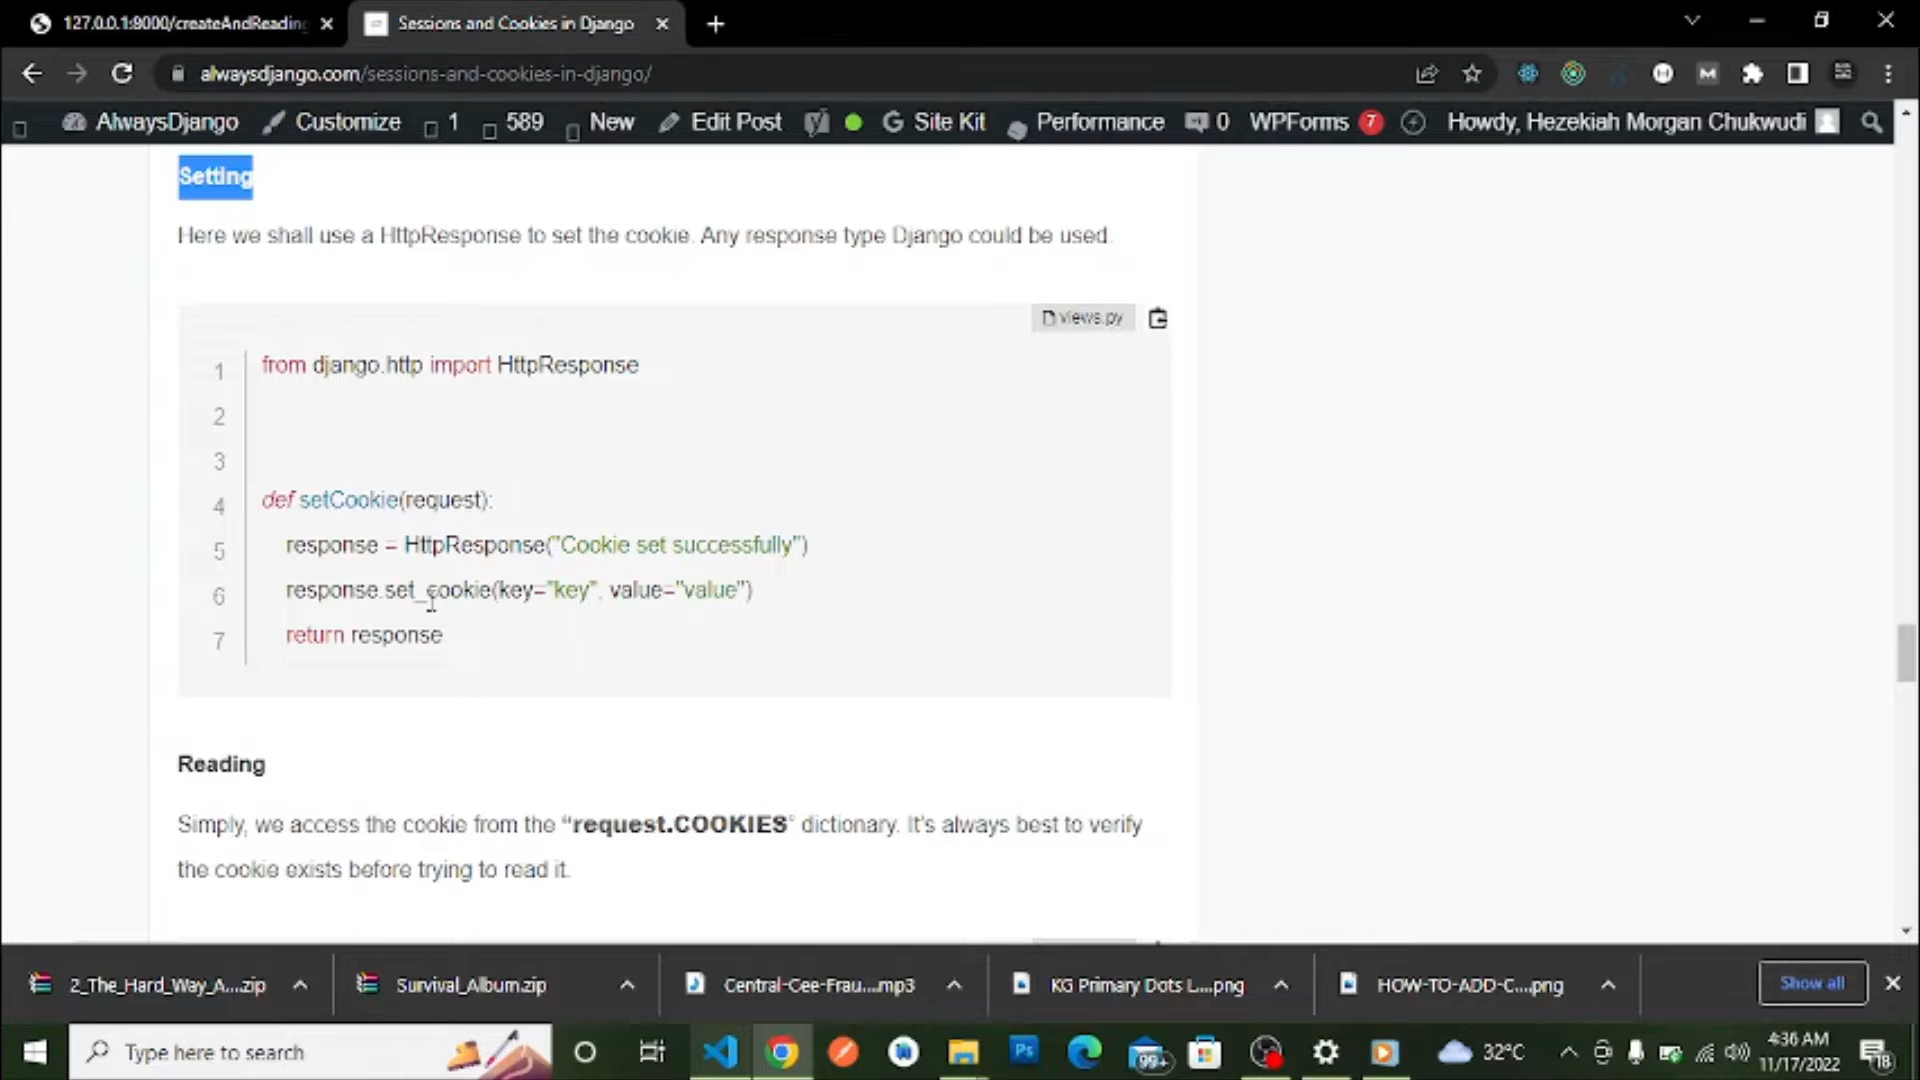 127.0.0.1:8000/createAndReading
Sessions and Cookies in Django
alwaysdjango.com/sessions-and-cookies-in-django/
AlwaysDjango Customize 1 589 New Edit Post Site Kit Performance 0 WPForms 7 Howdy, Hezekiah Morgan Chukwudi
Setting
Here we shall use a HttpResponse to set the cookie. Any response type Django could be used.
views.py
1 from django.http import HttpResponse
2
3
4 def setCookie(request):
5 response = HttpResponse("Cookie set successfully")
6 response.set_cookie(key="key", value="value")
7 return response
Reading
Simply, we access the cookie from the “request.COOKIES” dictionary. It's always best to verify
the cookie exists before trying to read it.
2_The_Hard_Way_A....zip Survival_Album.zip Central-Cee-Frau....mp3 KG Primary Dots L....png HOW-TO-ADD-C....png Show all
Type here to search
Ps
99+
32°C
4:36 AM
11/17/2022
18